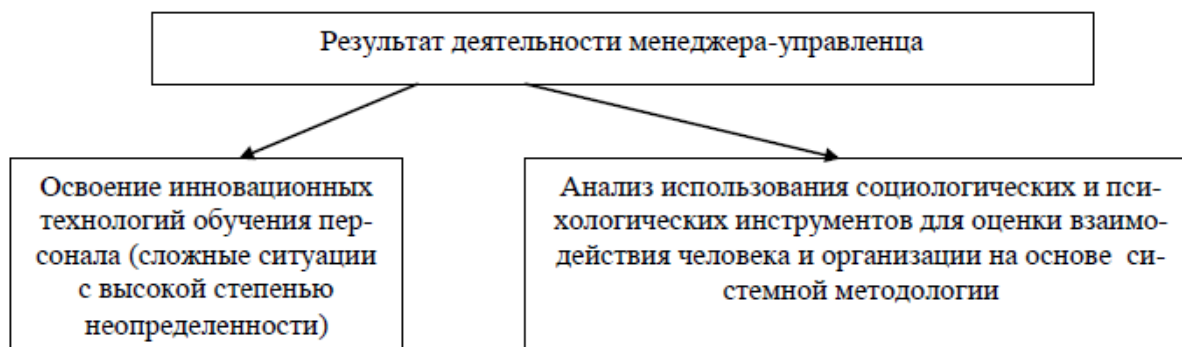 Результат деятельности менеджера-управленца
Освоение инновационных
технологий обучения пер-
сонала (сложные ситуации
с высокой степенью
неопределенности)
Анализ использования социологических и пси-
хологических инструментов для оценки взаимо-
действия человека и организации на основе си-
стемной методологии